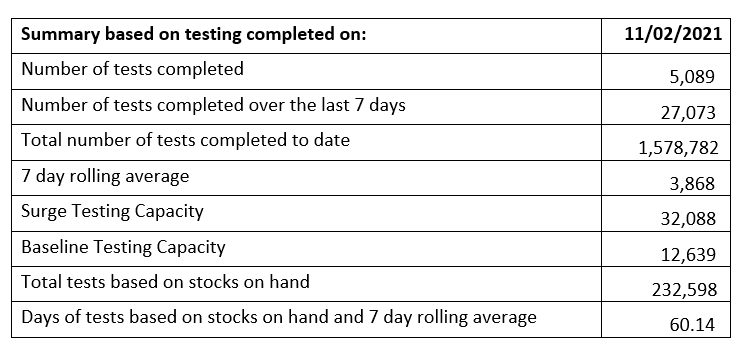 Summary based on testing completed on: 11/02/2021
Number of tests completed 5,089
Number of tests completed over the last 7 days 27,073
Total number of tests completed to date 1,578,782
7 day rolling average 3,868
Surge Testing Capacity 32,088
Baseline Testing Capacity 12,639
Total tests based on stocks on hand 232,598
Days of tests based on stocks on hand and 7 day rolling average 60.14